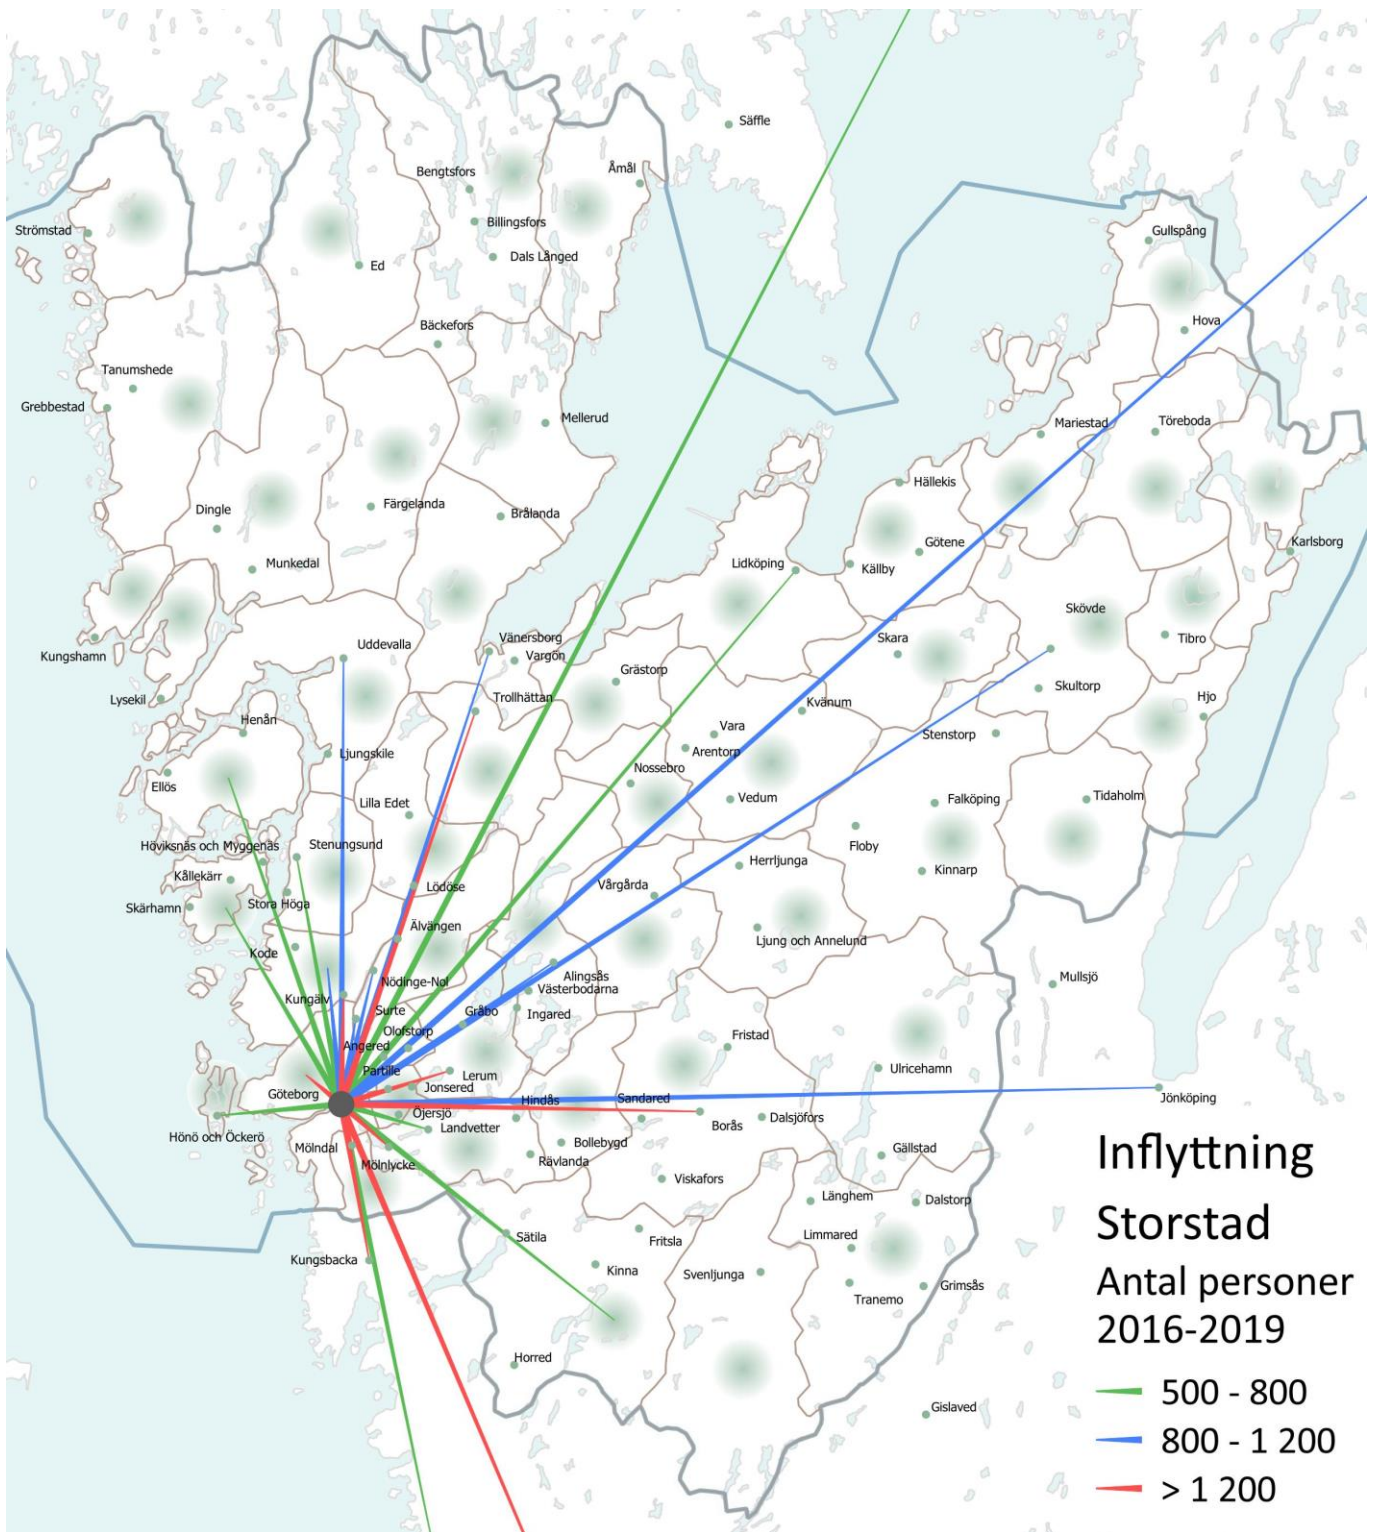 Säffle
Åmål
Bengtsfors
Billingsfors
Dals Långed
Strömstad
Ed
Gullspång
Hova
Bäckefors
Tanumshede
Grebbestad
Mellerud
Mariestad
Töreboda
Hällekis
Färgelanda
Brålanda
Dingle
Götene
Karlsborg
Munkedal
Lidköping
Källby
Skövde
Kungshamn
Uddevalla
Vänersborg
Vargön
Skara
Tibro
Grästorp
Skultorp
Lysekil
Trollhättan
Kvänum
Hjo
Henån
Vara
Stenstorp
Ljungskile
Arentorp
Nossebro
Ellös
Lilla Edet
Vedum
Falköping
Tidaholm
Höviksnäs och Myggenäs
Stenungsund
Floby
Herrljunga
Kinnarp
Kållekärr
Lödöse
Vårgårda
Skärhamn
Stora Höga
Älvängen
Ljung och Annelund
Kode
Alingsås
Mullsjö
Nödinge-Nol
Västerbodarna
Kungälv
Surte
Gråbo
Ingared
Olofstorp
Angered
Fristad
Partille
Lerum
Ulricehamn
Göteborg
Jonsered
Hindås
Sandared
Jönköping
Öjersjö
Landvetter
Borås
Dalsjöfors
Hönö och Öckerö
Mölndal
Bollebygd
Gällstad
Inflyttning
Mölnlycke
Rävlanda
Viskafors
Länghem
Dalstorp
Storstad
Sätila
Fritsla
Limmared
Kungsbacka
Kinna
Svenljunga
Grimsås
Antal personer
Tranemo
2016-2019
Horred
500 - 800
Gislaved
800 - 1 200
> 1 200